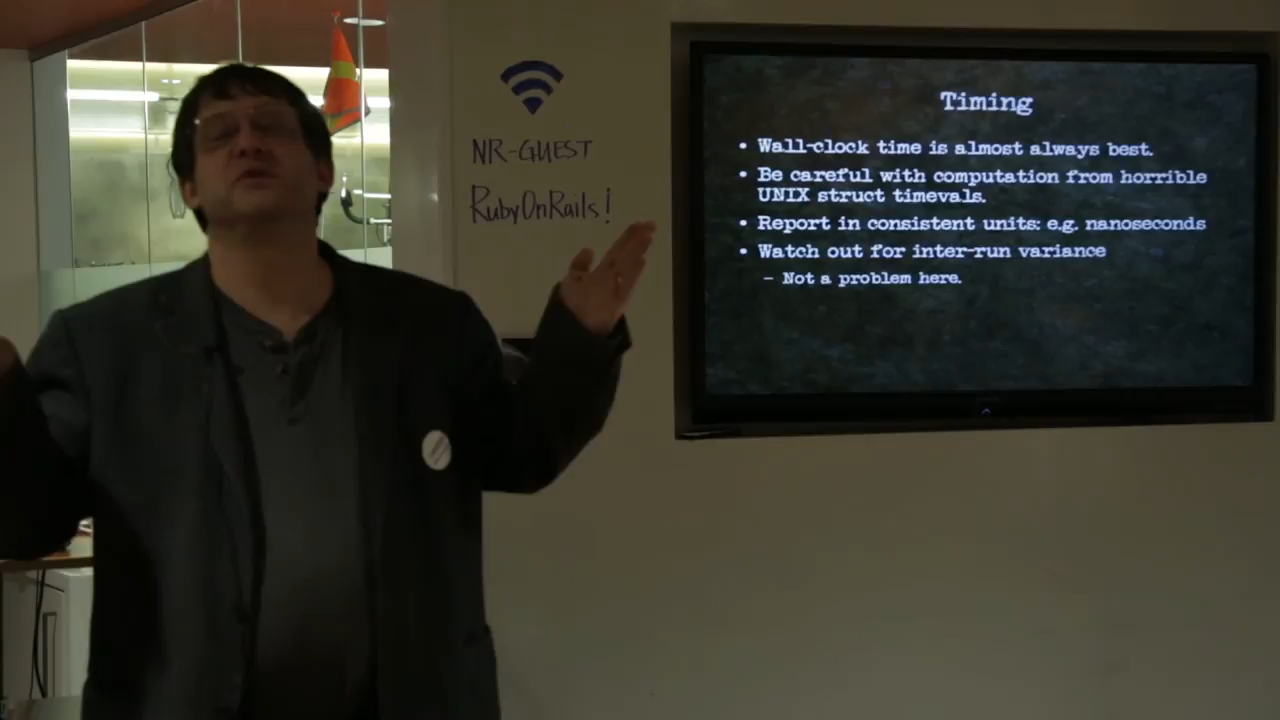 NR-GUEST
RubyOnRails!
Timing
• Wall-clock time is almost always best.
• Be careful with computation from horrible
UNIX struct timevals.
• Report in consistent units: e.g. nanoseconds
• Watch out for inter-run variance
– Not a problem here.